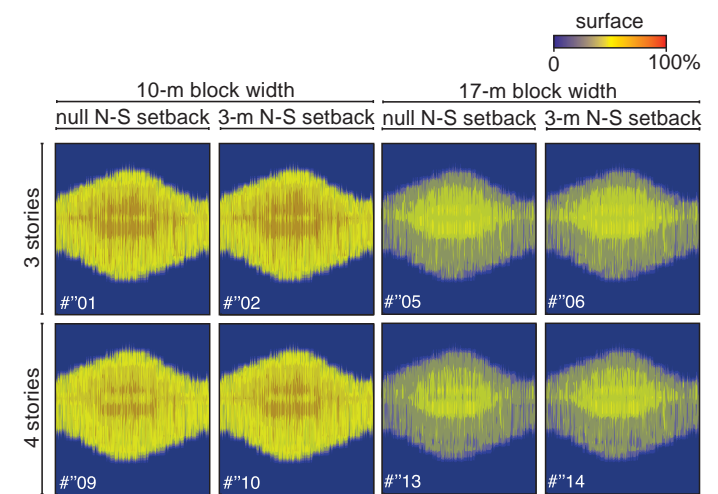 surface
0 100%
10-m block width 17-m block width
null N-S setback 3-m N-S setback null N-S setback 3-m N-S setback
3 stories
#”01 #”02 #”05 #”06
4 stories
#”09 #”10 #”13 #”14